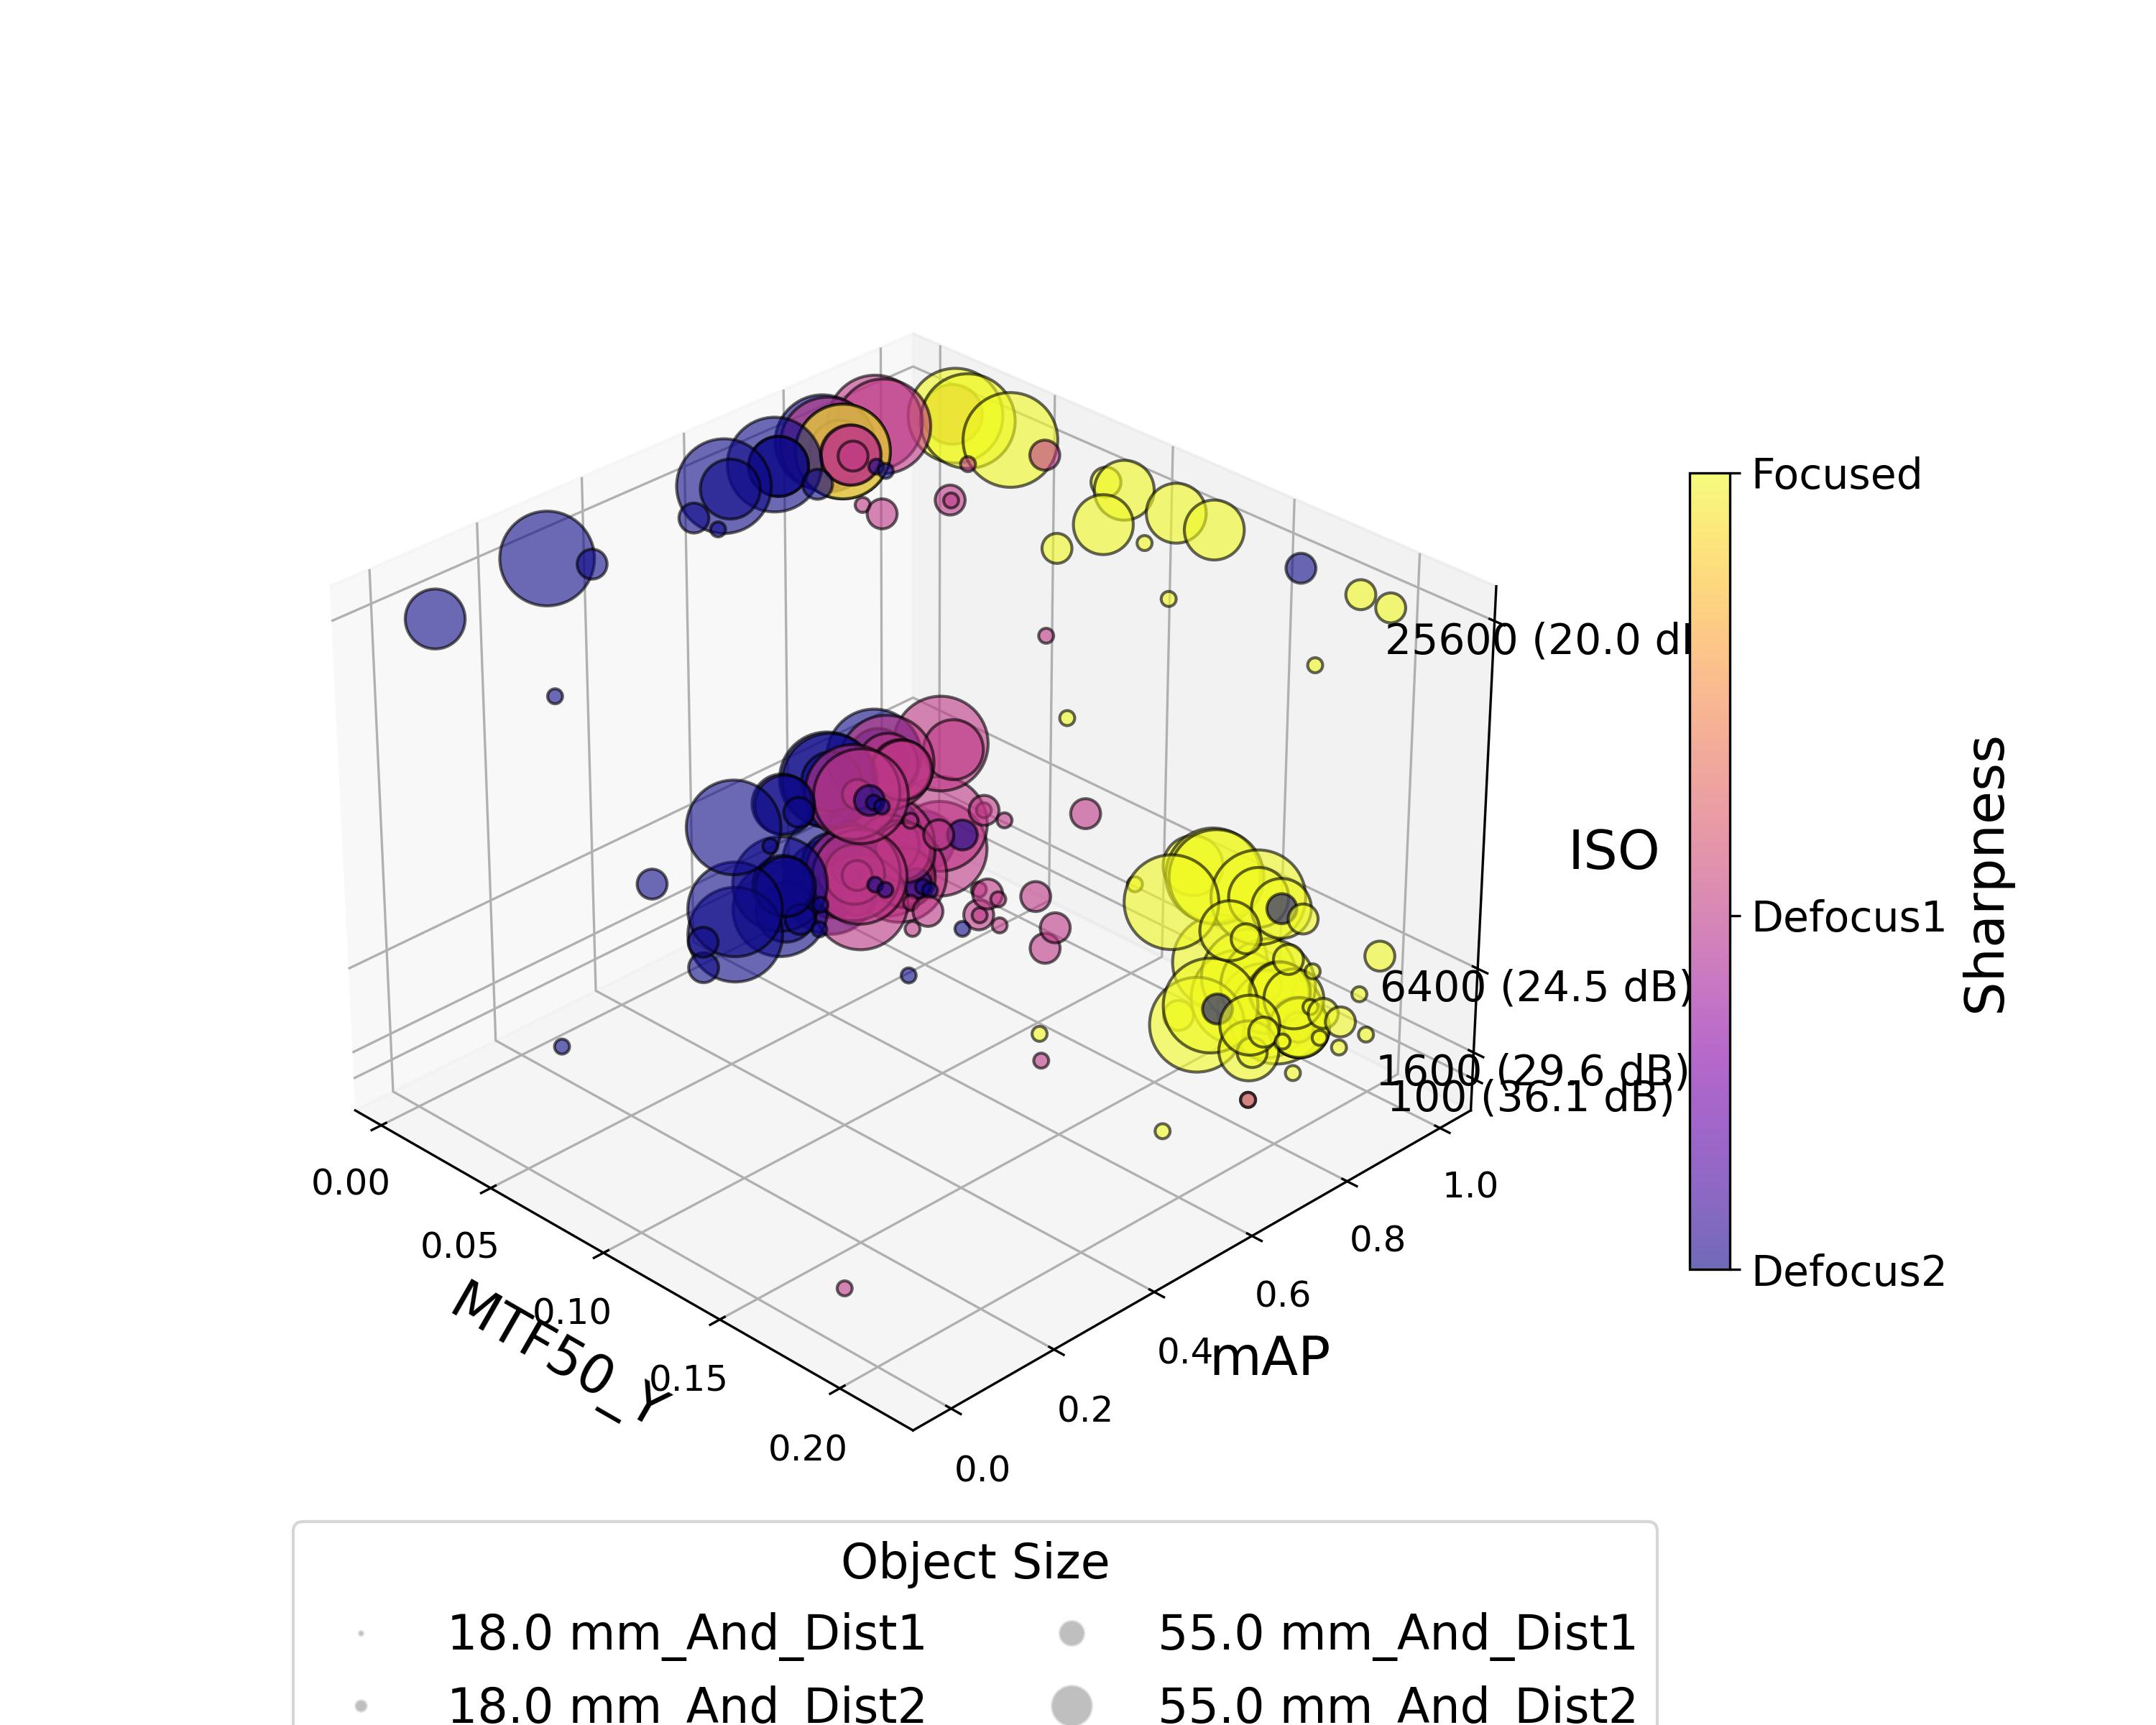 Focused
25600 (20.0 d
ISO
Sharpness
Defocus1
6400 (24.5 dB)
1600 (29.6 dB)
100 (36.1 dB)
0.00
0.05
0.10
0.15
0.20
MTF50_Y
1.0
0.8
0.6
0.4
0.2
0.0
mAP
Defocus2
Object Size
18.0 mm_And_Dist1
55.0 mm_And_Dist1
18.0 mm_And_Dist2
55.0 mm_And_Dist2